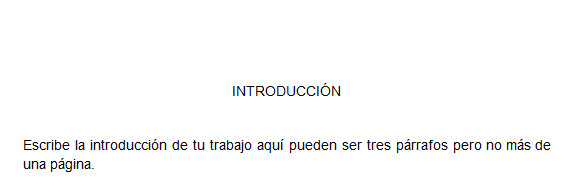 INTRODUCCIÓN
Escribe la introducción de tu trabajo aquí pueden ser tres párrafos pero no más de
una página.